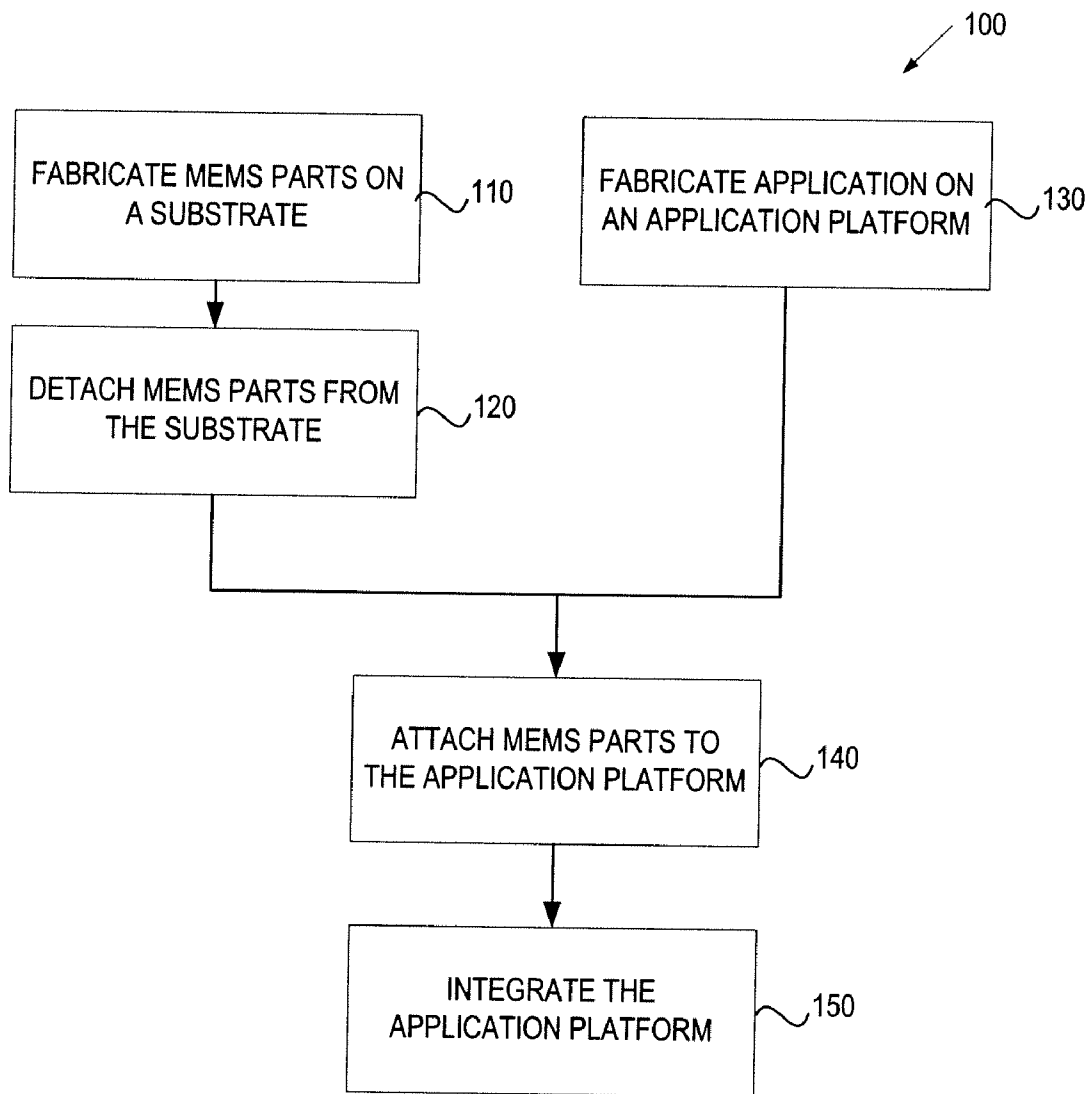 100
FABRICATE MEMS PARTS ON
A SUBSTRATE
110
FABRICATE APPLICATION ON
AN APPLICATION PLATFORM
130
DETACH MEMS PARTS FROM
THE SUBSTRATE
120
ATTACH MEMS PARTS TO
THE APPLICATION PLATFORM
140
INTEGRATE THE
APPLICATION PLATFORM
150